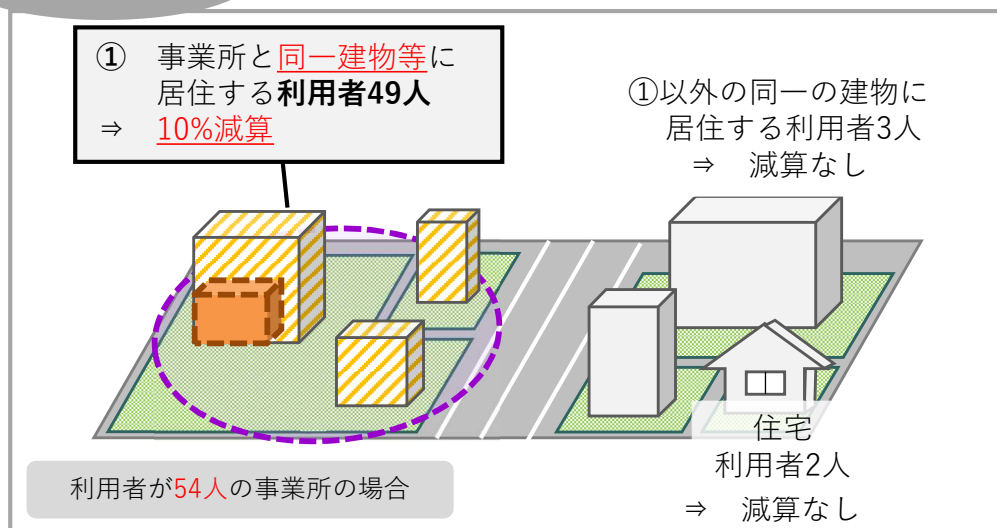 ① 事業所と同一建物等に
居住する利用者49人
⇒ 10%減算
①以外の同一の建物に
居住する利用者3人
⇒ 減算なし
住宅
利用者2人
⇒ 減算なし
利用者が54人の事業所の場合